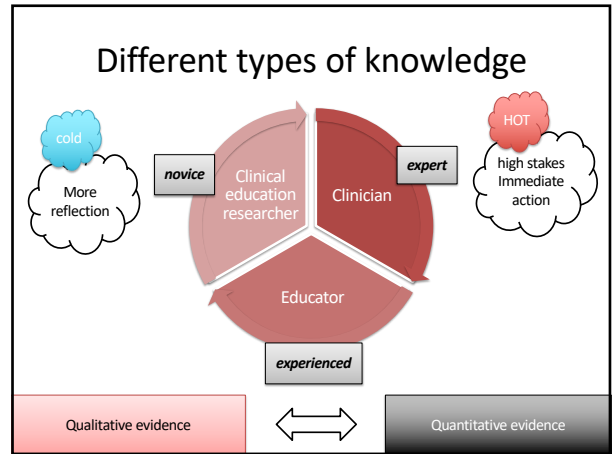 Different types of knowledge
cold
More
reflection
novice
Clinical
education
researcher
Clinician
expert
HOT
high stakes
Immediate
action
Educator
experienced
Qualitative evidence
Quantitative evidence